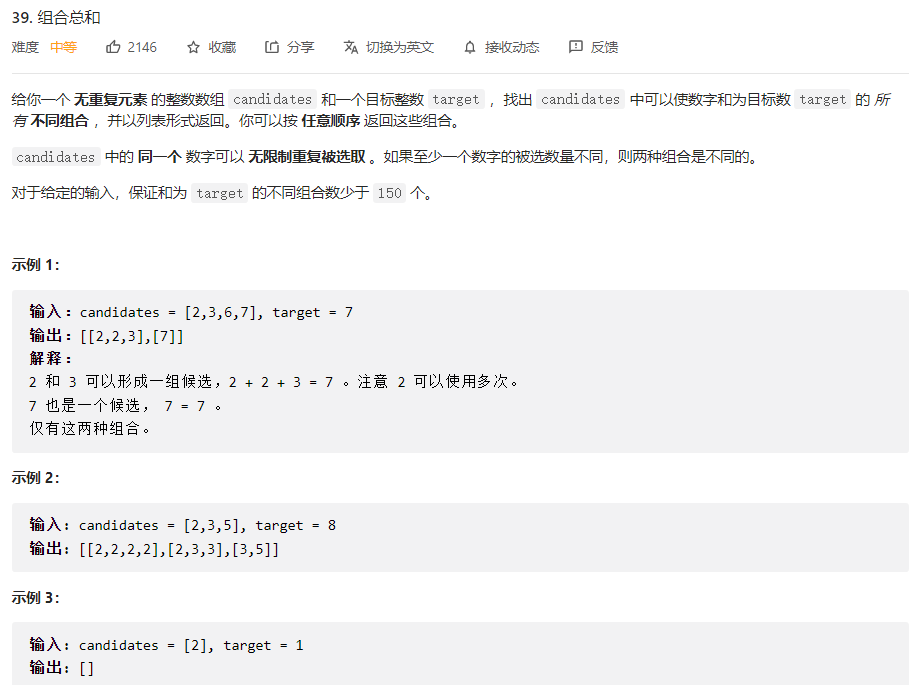 39. 组合总和
难度 中等 2146 收藏 分享 切换为英文 接收动态 反馈
给你一个 无重复元素 的整数数组 candidates 和一个目标整数 target ，找出 candidates 中可以使数字和为目标数 target 的 所
有 不同组合 ，并以列表形式返回。你可以按 任意顺序 返回这些组合。
candidates 中的 同一个 数字可以 无限制重复被选取 。如果至少一个数字的被选数量不同，则两种组合是不同的。
对于给定的输入，保证和为 target 的不同组合数少于 150 个。
示例 1：
输入：candidates = [2,3,6,7], target = 7
输出：[[2,2,3],[7]]
解释：
2 和 3 可以形成一组候选，2 + 2 + 3 = 7 。注意 2 可以使用多次。
7 也是一个候选， 7 = 7 。
仅有这两种组合。
示例 2：
输入：candidates = [2,3,5], target = 8
输出：[[2,2,2,2],[2,3,3],[3,5]]
示例 3：
输入：candidates = [2], target = 1
输出：[]